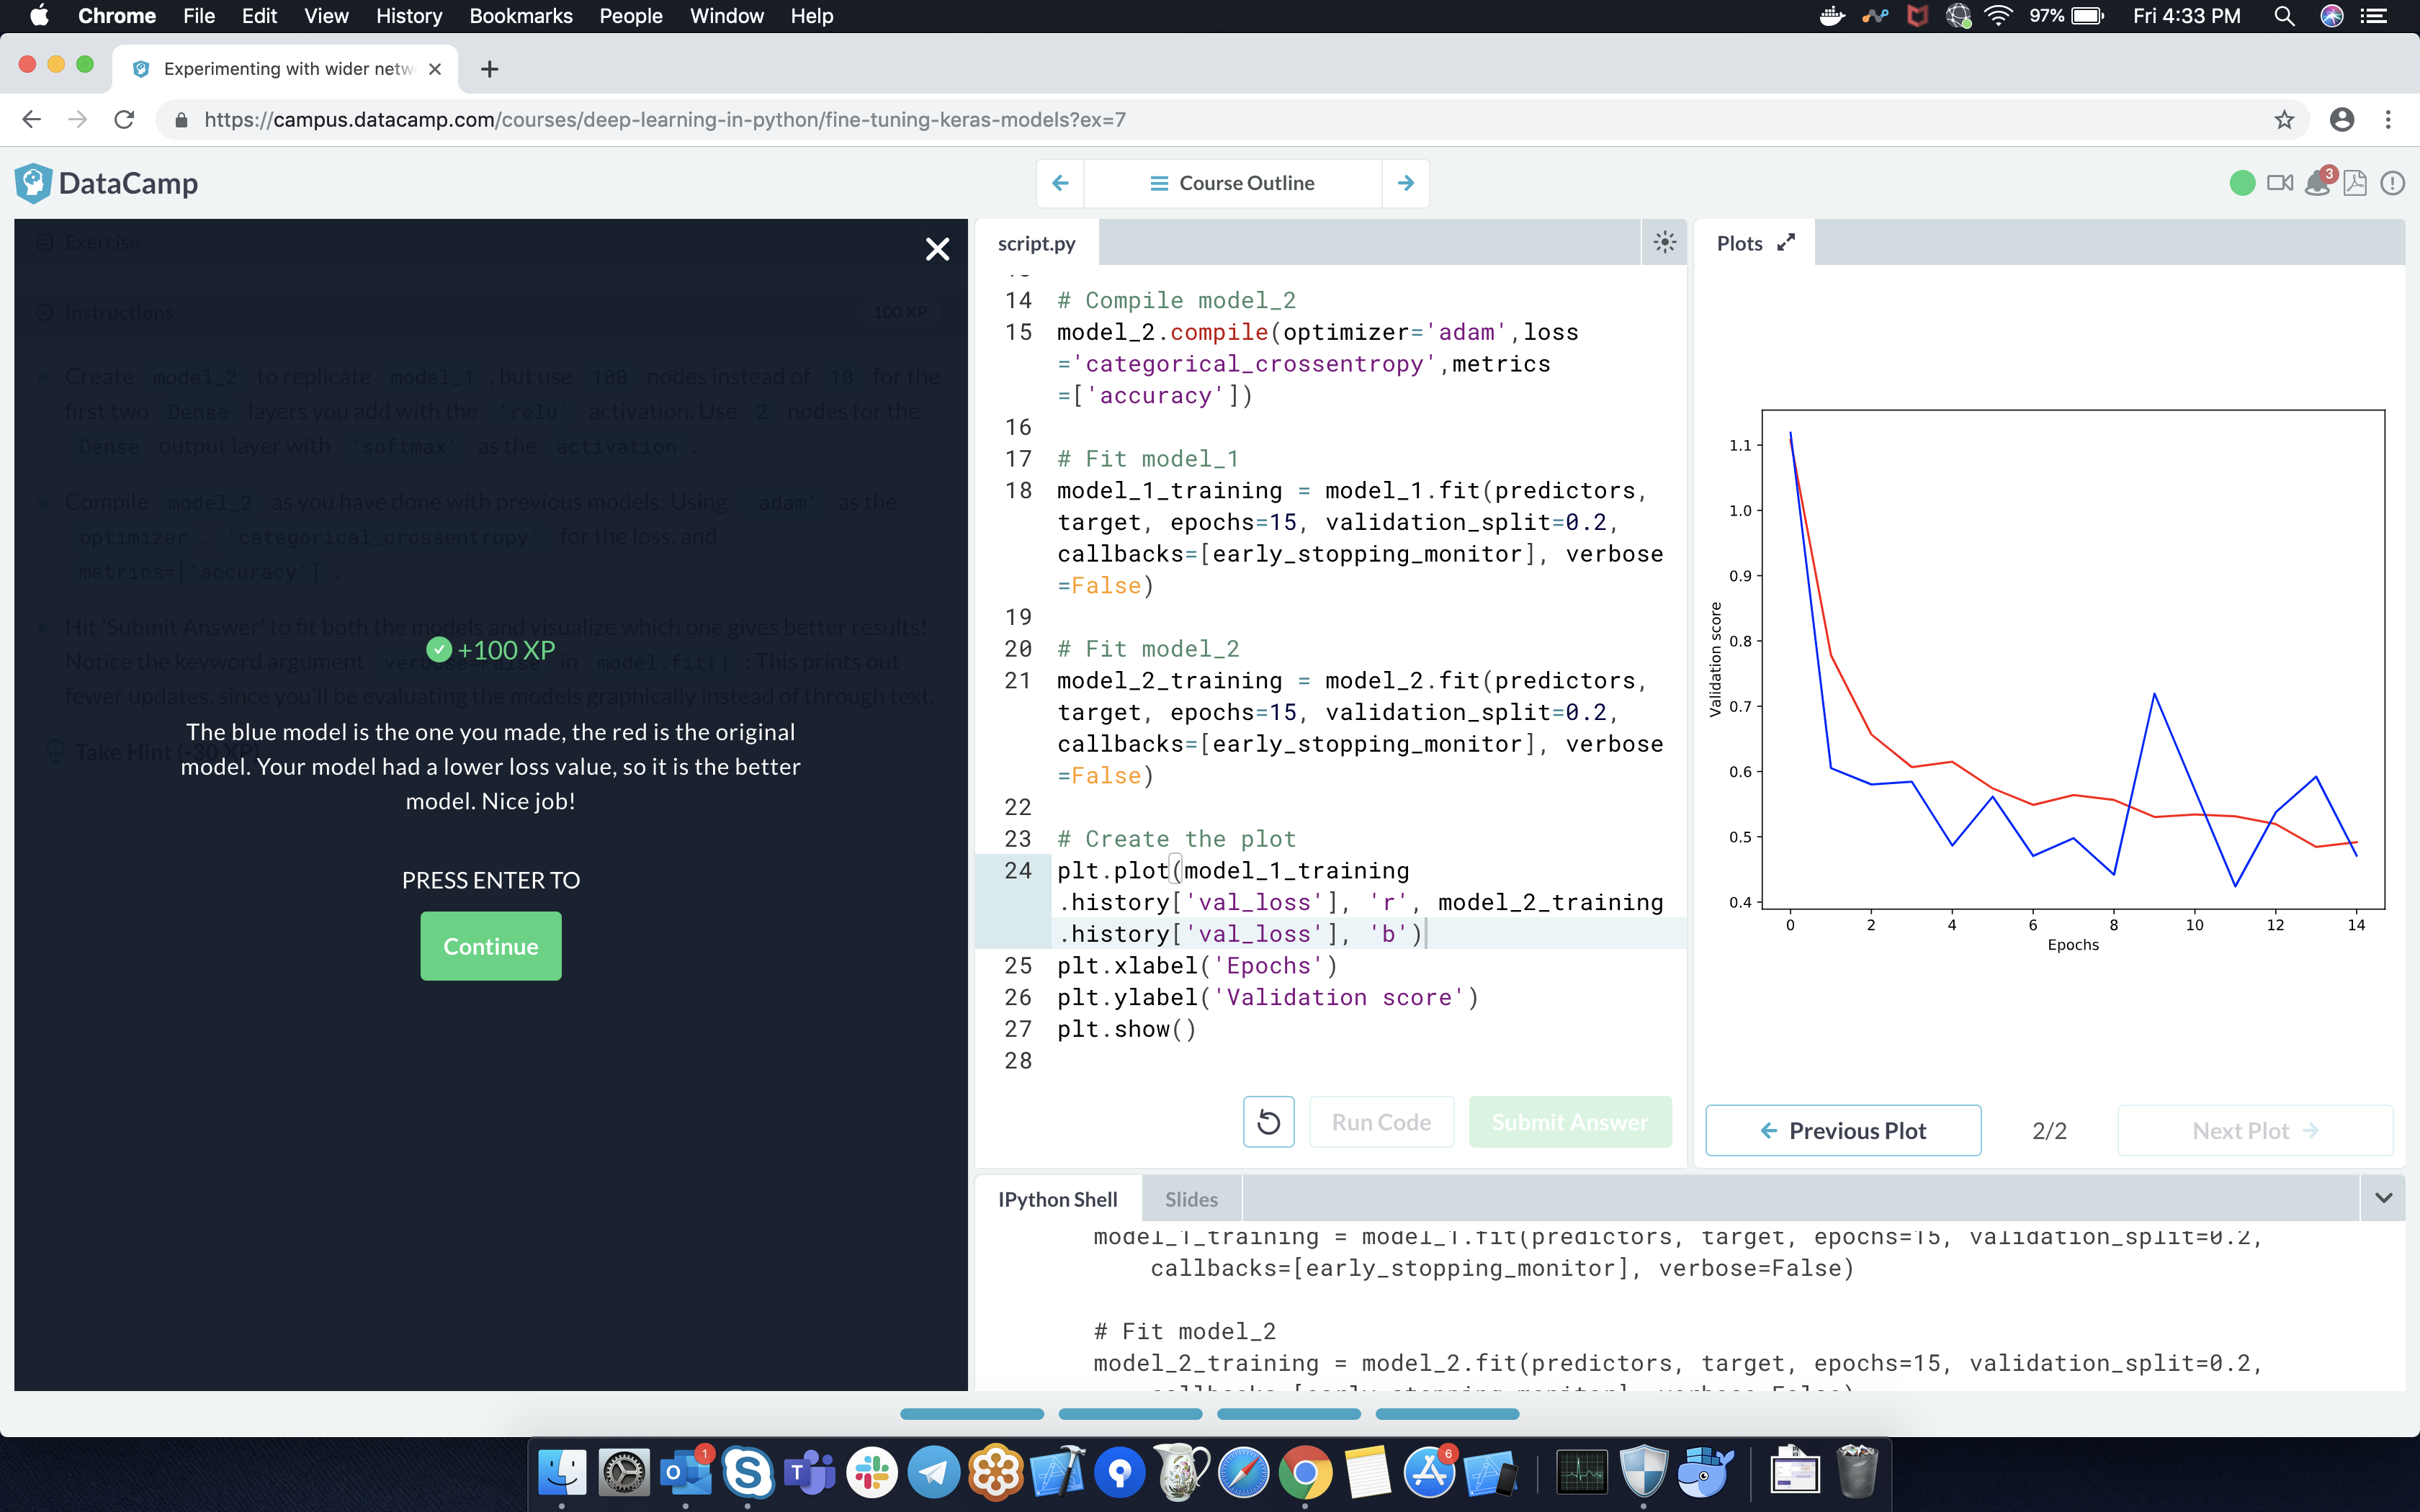 Chrome File Edit View History Bookmarks People Window Help 97% Fri 4:33 PM
Experimenting with wider netw
https://campus.datacamp.com/courses/deep-learning-in-python/fine-tuning-keras-models?ex=7
DataCamp
Course Outline
3
Exercise
Instructions
100 XP
Create model_2 to replicate model_1 , but use 100 nodes instead of 10 for the
first two Dense layers you add with the 'relu' activation. Use 2 nodes for the
Dense output layer with 'softmax' as the activation .
Compile model_2 as you have done with previous models: Using 'adam' as the
optimizer , 'categorical_crossentropy' for the loss, and
metrics=['accuracy'] .
Hit 'Submit Answer' to fit both the models and visualize which one gives better results!
Notice the keyword argument verbose=False in model.fit() : This prints out
fewer updates, since you'll be evaluating the models graphically instead of through text.
Take Hint (-30 XP)
+100 XP
The blue model is the one you made, the red is the original
model. Your model had a lower loss value, so it is the better
model. Nice job!
PRESS ENTER TO
Continue
script.py
14 # Compile model_2
15 model_2.compile(optimizer='adam',loss
='categorical_crossentropy',metrics
=['accuracy'])
16
17 # Fit model_1
18 model_1_training = model_1.fit(predictors,
target, epochs=15, validation_split=0.2,
callbacks=[early_stopping_monitor], verbose
=False)
19
20 # Fit model_2
21 model_2_training = model_2.fit(predictors,
target, epochs=15, validation_split=0.2,
callbacks=[early_stopping_monitor], verbose
=False)
22
23 # Create the plot
24 plt.plot(model_1_training
.history['val_loss'], 'r', model_2_training
.history['val_loss'], 'b')
25 plt.xlabel('Epochs')
26 plt.ylabel('Validation score')
27 plt.show()
28
Run Code
Submit Answer
Plots
1.1
1.0
0.9
0.8
0.7
0.6
0.5
0.4
Validation score
0 2 4 6 8 10 12 14
Epochs
Previous Plot
2/2
Next Plot
IPython Shell
Slides
model_1_training = model_1.fit(predictors, target, epochs=15, validation_split=0.2,
callbacks=[early_stopping_monitor], verbose=False)
# Fit model_2
model_2_training = model_2.fit(predictors, target, epochs=15, validation_split=0.2,
callbacks=[early_stopping_monitor], verbose=False)
1
6